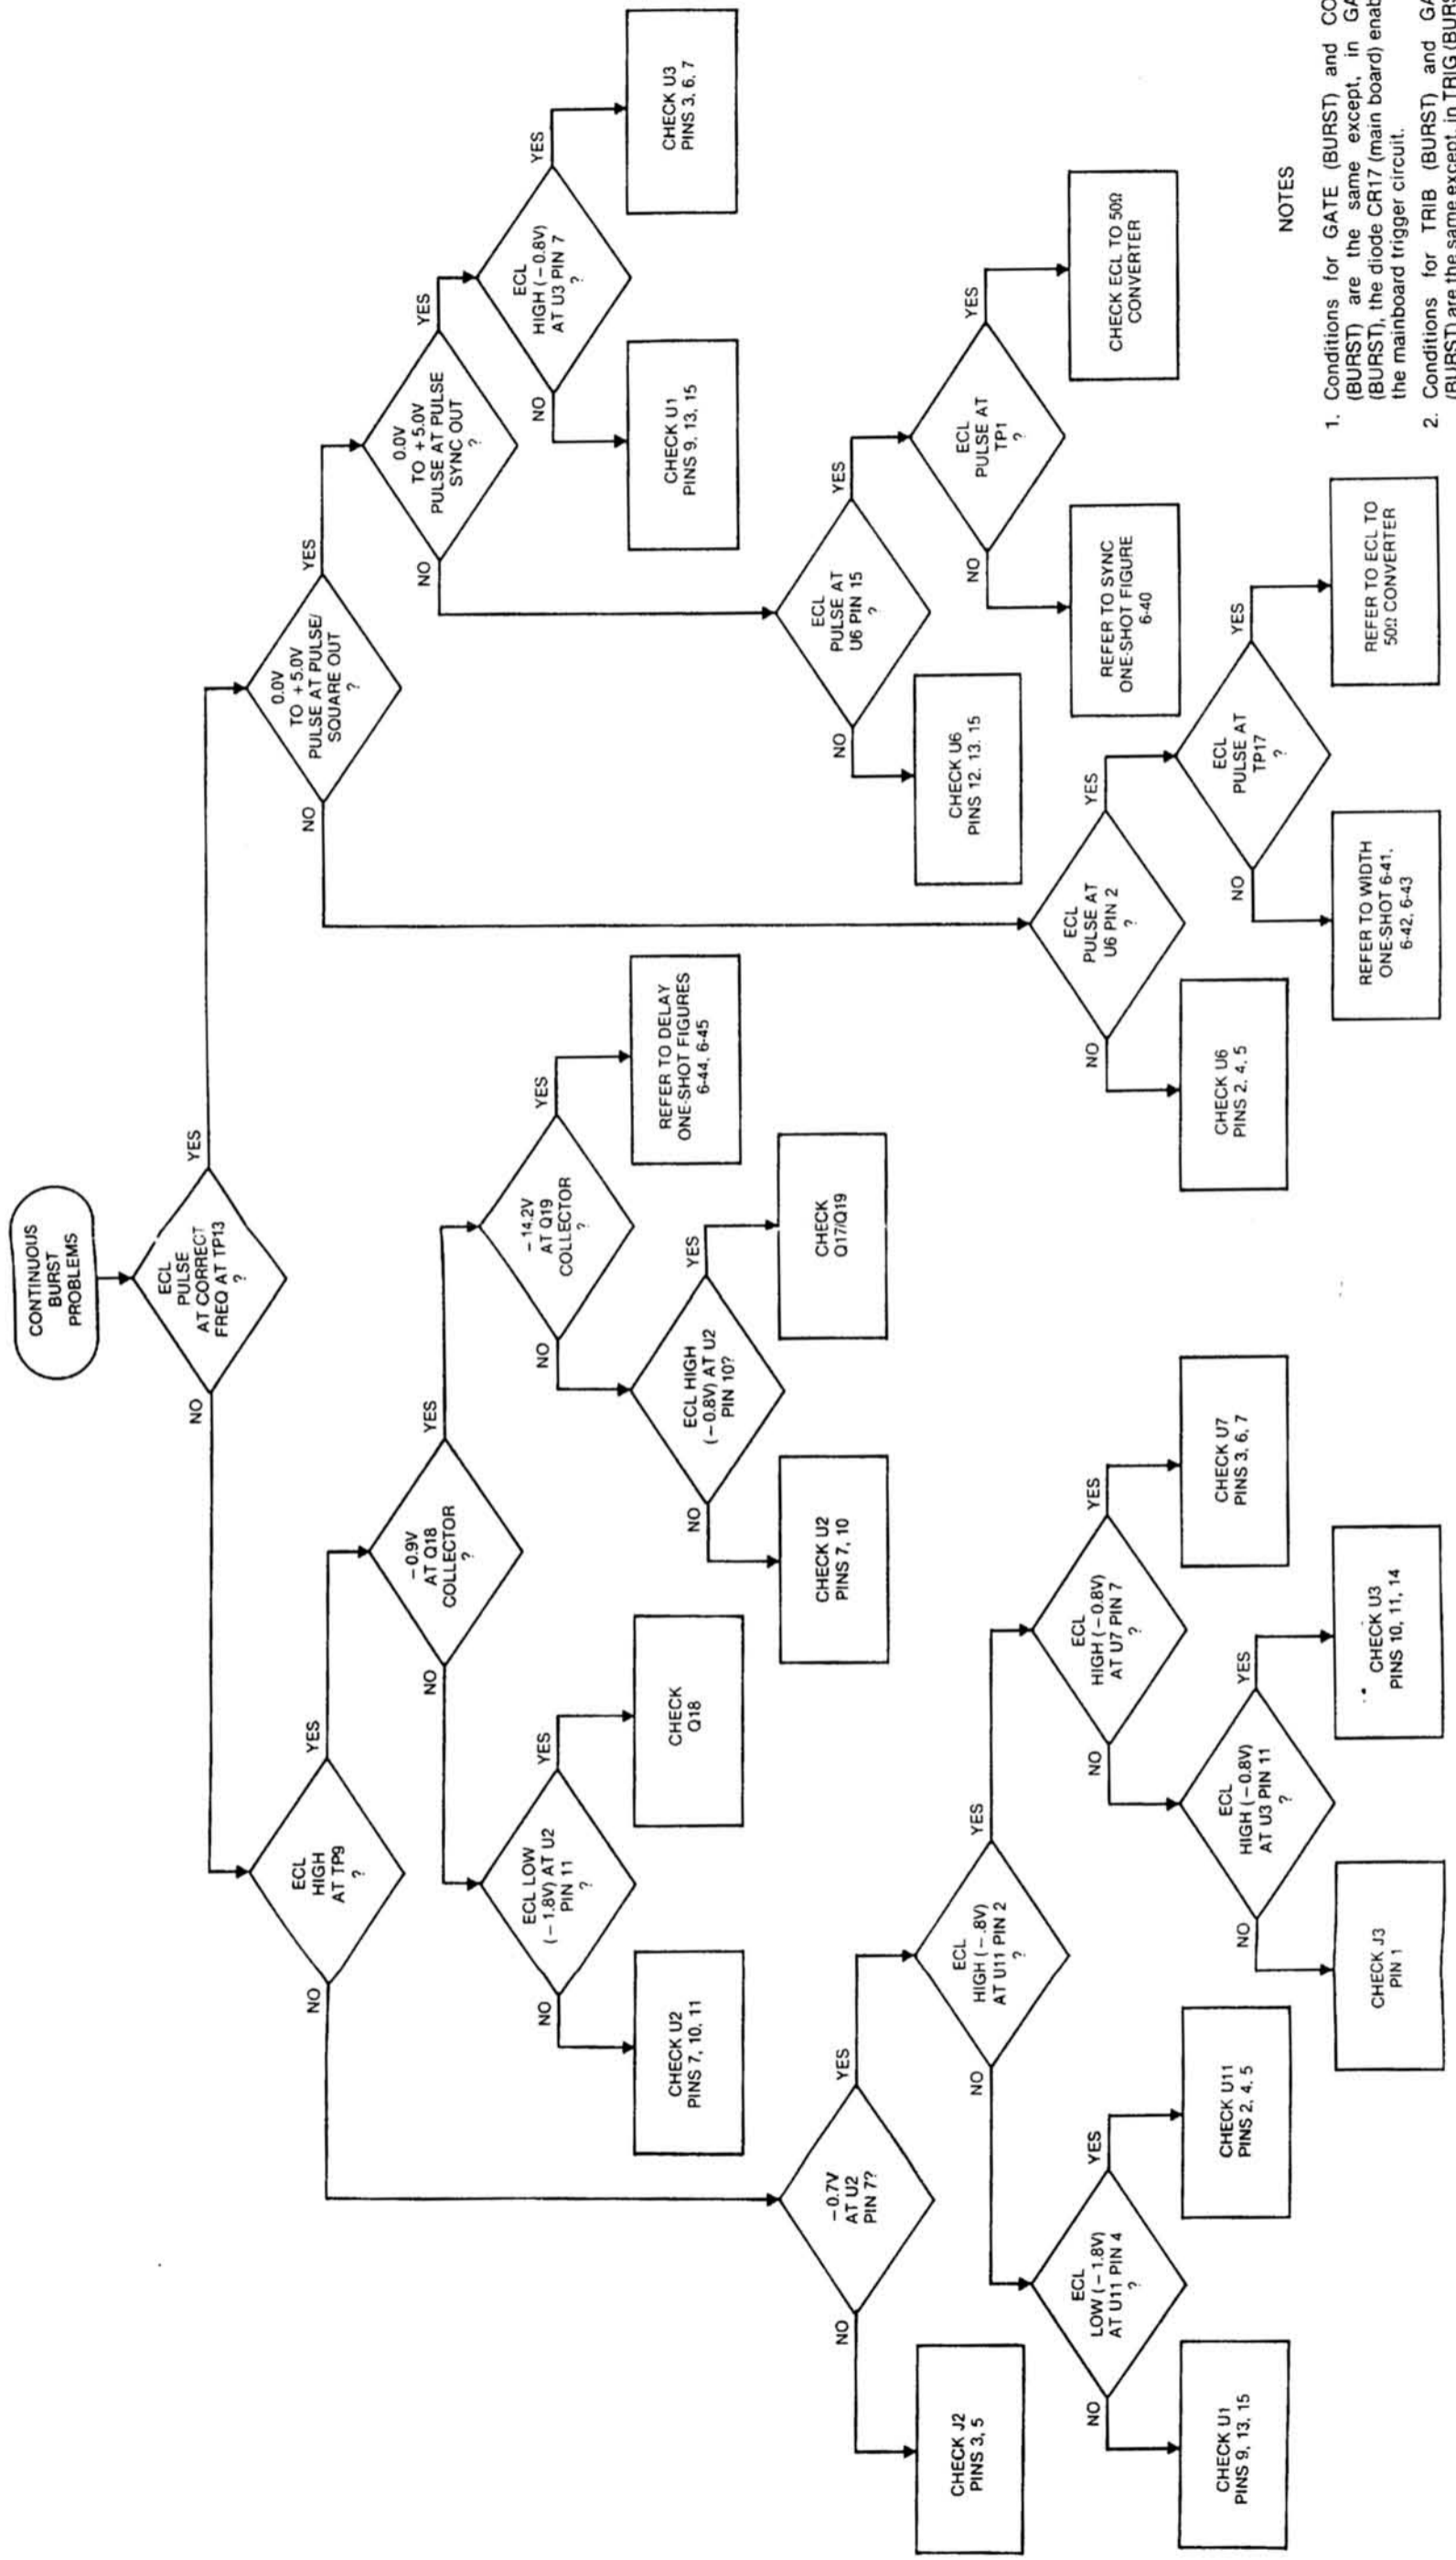 CONTINUOUS
BURST
PROBLEMS
ECL
PULSE
AT CORRECT
FREQ AT TP13
?
NO
YES
ECL
HIGH
AT TP9
?
NO
YES
0.0V
TO +5.0V
PULSE AT PULSE/
SQUARE OUT
?
NO
YES
-0.9V
AT Q18
COLLECTOR
?
NO
YES
0.0V
TO +5.0V
PULSE AT PULSE
SYNC OUT
?
NO
YES
ECL LOW
(-1.8V) AT U2
PIN 11
?
NO
YES
-14.2V
AT Q19
COLLECTOR
?
NO
YES
ECL
HIGH (-0.8V)
AT U3 PIN 7
?
NO
YES
CHECK U2
PINS 7, 10, 11
CHECK
Q18
ECL HIGH
(-0.8V) AT U2
PIN 10?
NO
YES
REFER TO DELAY
ONE-SHOT FIGURES
6-44, 6-45
CHECK U1
PINS 9, 13, 15
CHECK U3
PINS 3, 6, 7
-0.7V
AT U2
PIN 7?
NO
YES
CHECK U2
PINS 7, 10
CHECK
Q17/Q19
ECL
PULSE AT
U6 PIN 15
?
NO
YES
CHECK J2
PINS 3, 5
ECL
HIGH (-.8V)
AT U11 PIN 2
?
NO
YES
CHECK U6
PINS 12, 13, 15
ECL
PULSE AT
TP1
?
NO
YES
ECL
LOW (-1.8V)
AT U11 PIN 4
?
NO
YES
ECL
HIGH (-0.8V)
AT U7 PIN 7
?
NO
YES
ECL
PULSE AT
U6 PIN 2
?
NO
YES
REFER TO SYNC
ONE-SHOT FIGURE
6-40
CHECK ECL TO 50Ω
CONVERTER
CHECK U1
PINS 9, 13, 15
CHECK U11
PINS 2, 4, 5
ECL
HIGH (-0.8V)
AT U3 PIN 11
?
NO
YES
CHECK U7
PINS 3, 6, 7
CHECK U6
PINS 2, 4, 5
ECL
PULSE AT
TP17
?
NO
YES
CHECK J3
PIN 1
CHECK U3
PINS 10, 11, 14
REFER TO WIDTH
ONE-SHOT 6-41,
6-42, 6-43
REFER TO ECL TO
50Ω CONVERTER
NOTES
1. Conditions for GATE (BURST) and
(BURST) are the same except, in
(BURST), the diode CR17 (main board)
the mainboard trigger circuit.
2. Conditions for TRIB (BURST) and
(BURST) are the same except, in TRIG